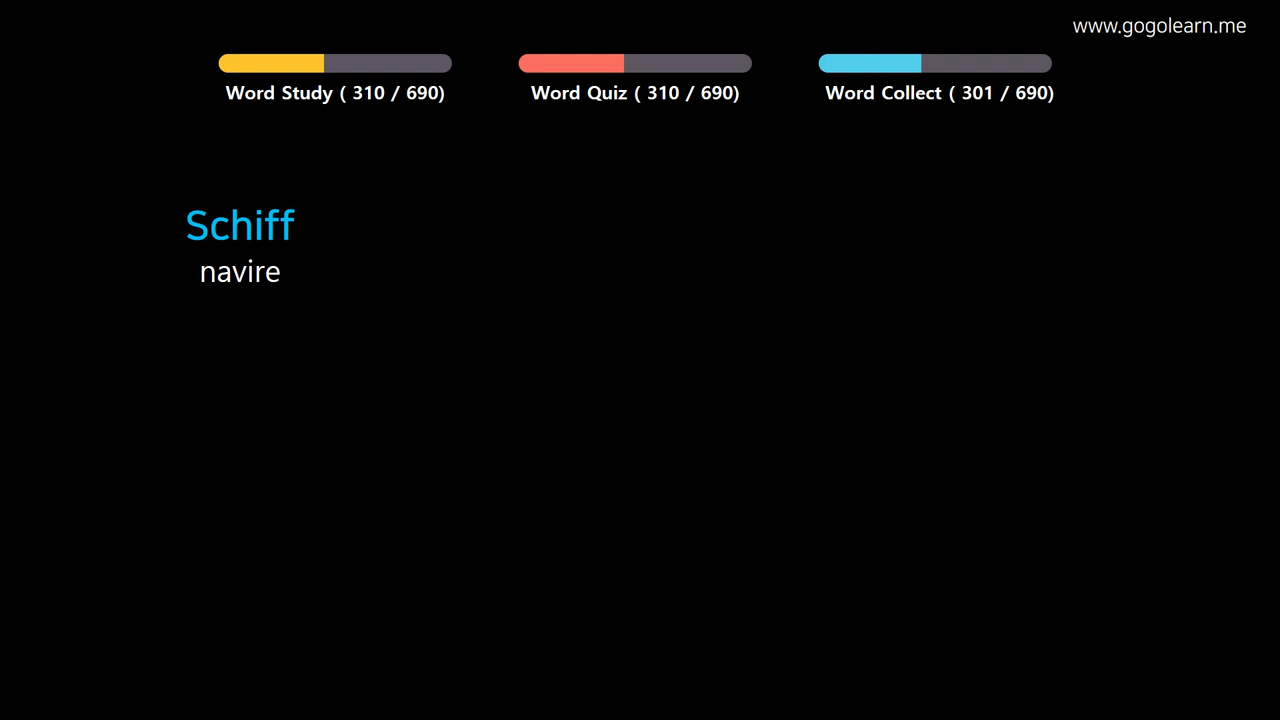 www.gogolearn.me
Word Study ( 310 / 690)
Word Quiz ( 310 / 690)
Word Collect ( 301 / 690)
Schiff
navire